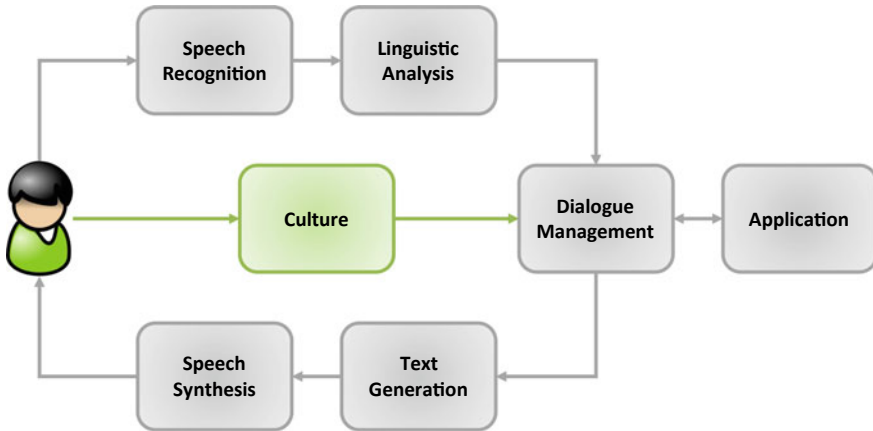 Speech
Recognition
Linguistic
Analysis
Culture
Dialogue
Management
Application
Speech
Synthesis
Text
Generation